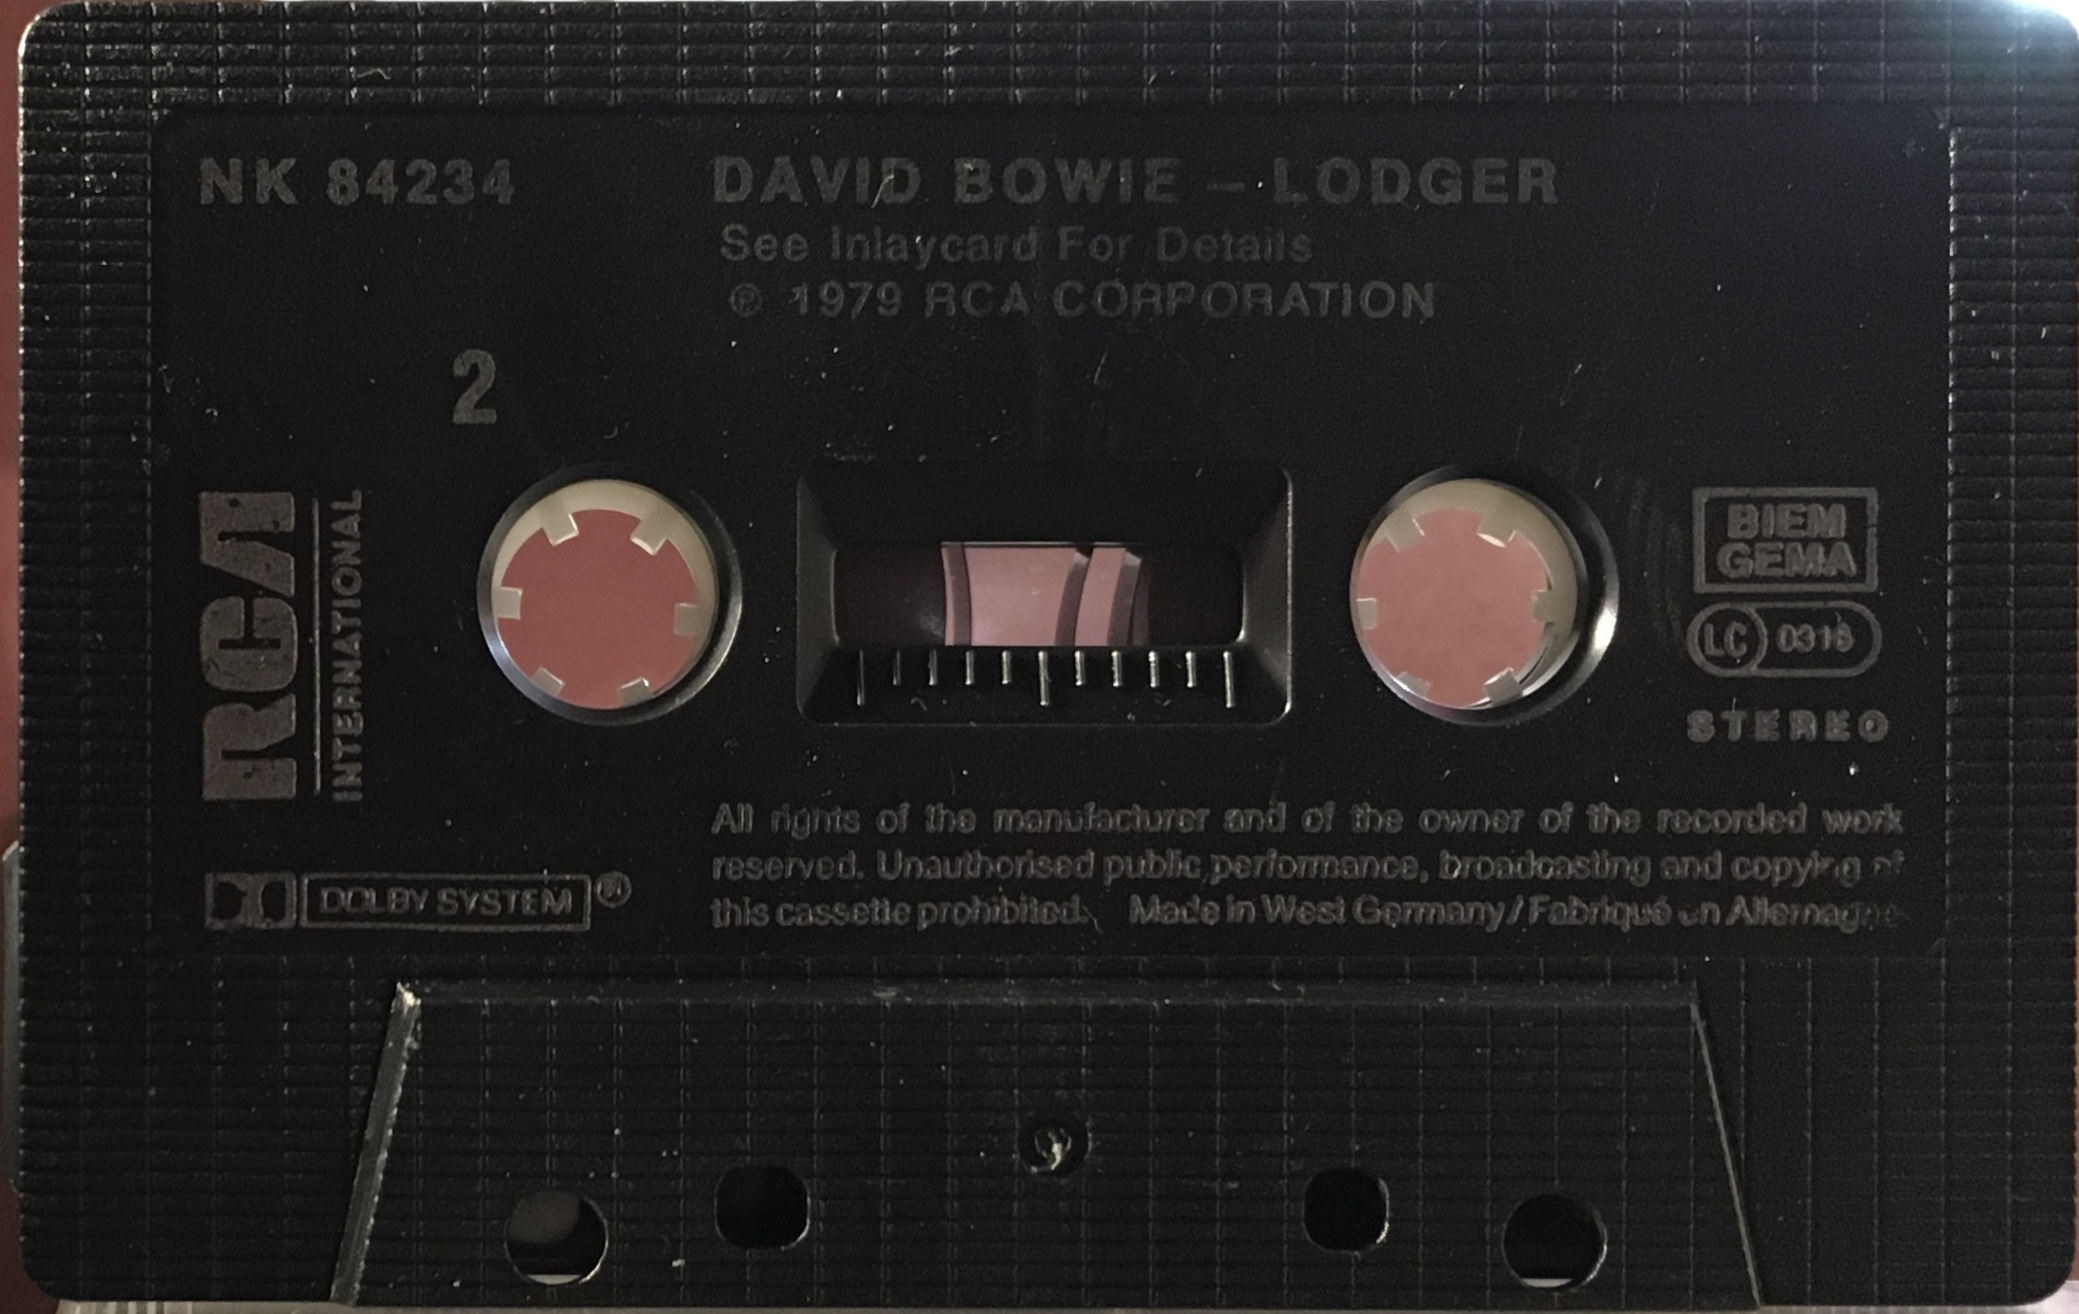 NK 84234
DAVID BOWIE – LODGER
See Inlaycard For Details
℗ 1979 RCA CORPORATION
2
RCA
INTERNATIONAL
BIEM
GEMA
LC 0316
STEREO
DOLBY SYSTEM®
All rights of the manufacturer and of the owner of the recorded work
reserved. Unauthorised public performance, broadcasting and copying of
this cassette prohibited. Made in West Germany / Fabriqué en Allemagne